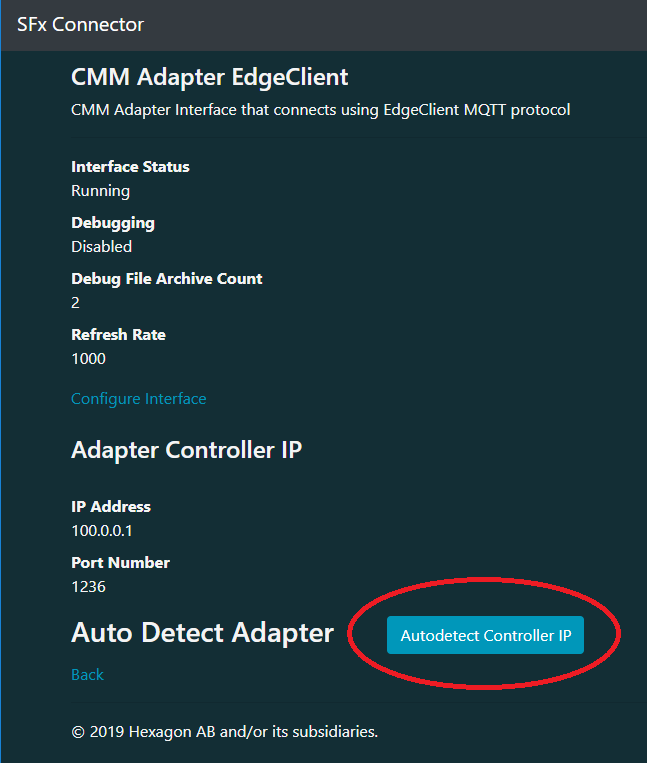 SFx Connector
CMM Adapter EdgeClient
CMM Adapter Interface that connects using EdgeClient MQTT protocol
Interface Status
Running
Debugging
Disabled
Debug File Archive Count
2
Refresh Rate
1000
Configure Interface
Adapter Controller IP
IP Address
100.0.0.1
Port Number
1236
Auto Detect Adapter
Autodetect Controller IP
Back
© 2019 Hexagon AB and/or its subsidiaries.